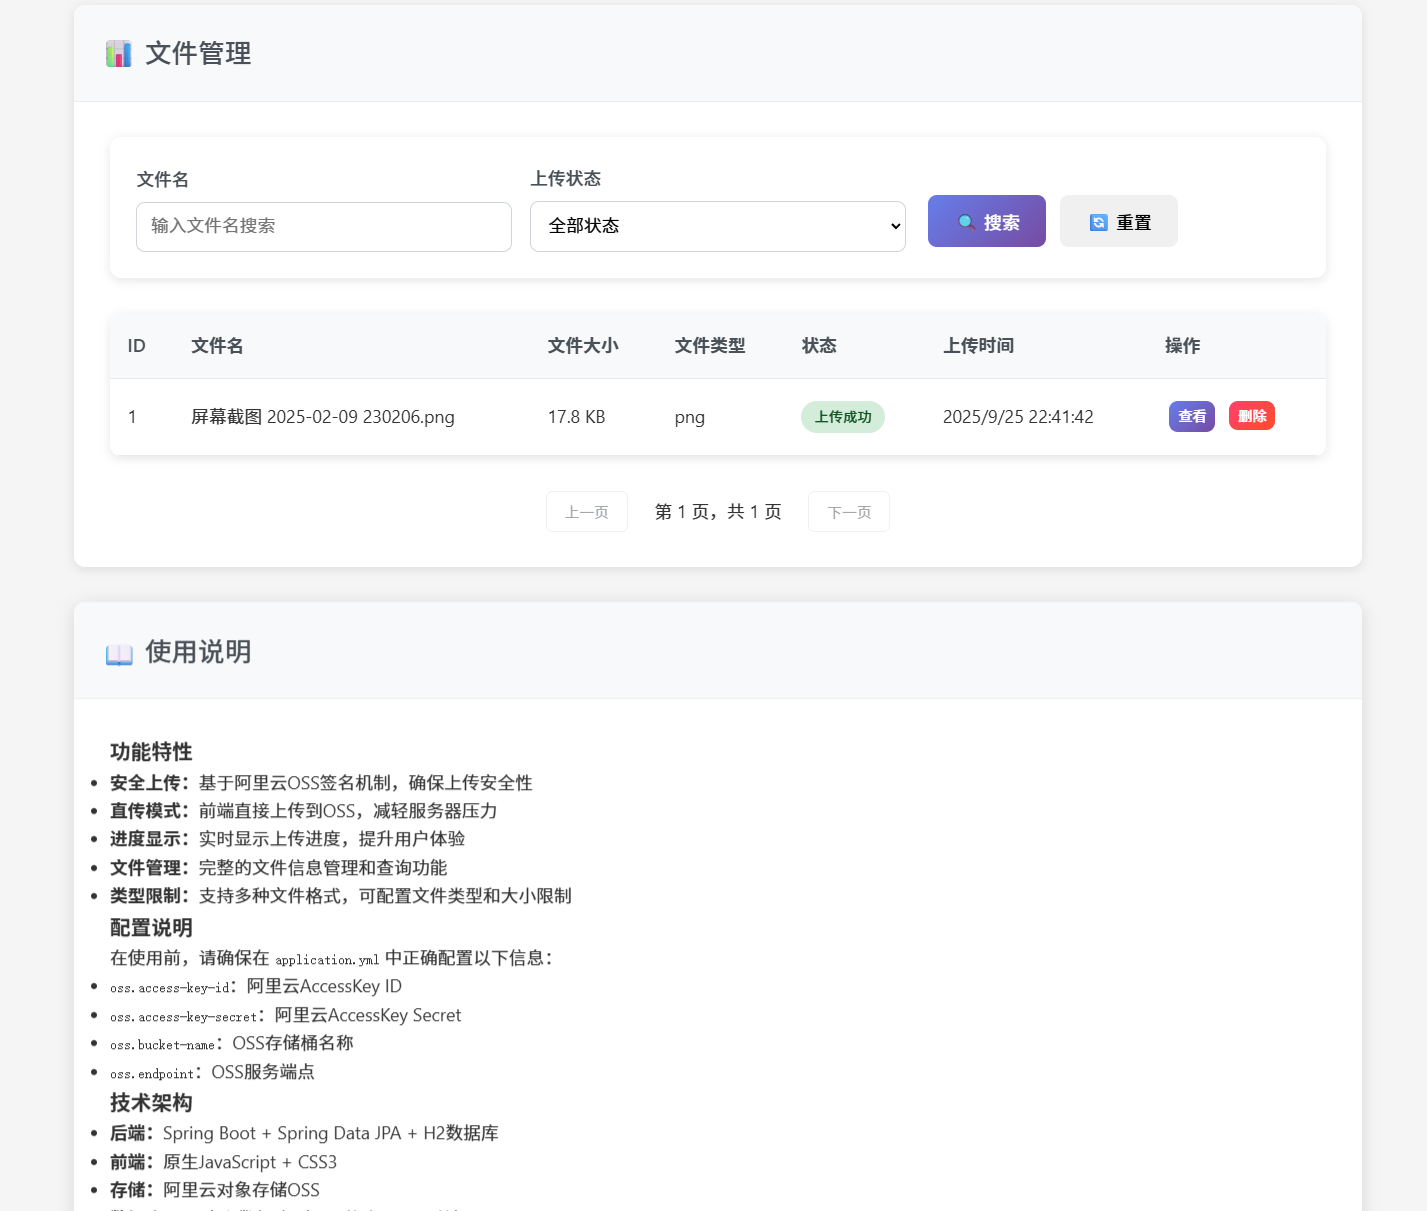 文件管理
文件名
上传状态
输入文件名搜索
全部状态
搜索
重置
ID 文件名 文件大小 文件类型 状态 上传时间 操作
1 屏幕截图 2025-02-09 230206.png 17.8 KB png 上传成功 2025/9/25 22:41:42 查看 删除
上一页 第 1 页，共 1 页 下一页
使用说明
功能特性
安全上传：基于阿里云OSS签名机制，确保上传安全性
直传模式：前端直接上传到OSS，减轻服务器压力
进度显示：实时显示上传进度，提升用户体验
文件管理：完整的文件信息管理和查询功能
类型限制：支持多种文件格式，可配置文件类型和大小限制
配置说明
在使用前，请确保在 application.yml 中正确配置以下信息：
oss.access-key-id：阿里云AccessKey ID
oss.access-key-secret：阿里云AccessKey Secret
oss.bucket-name：OSS存储桶名称
oss.endpoint：OSS服务端点
技术架构
后端：Spring Boot + Spring Data JPA + H2数据库
前端：原生JavaScript + CSS3
存储：阿里云对象存储OSS